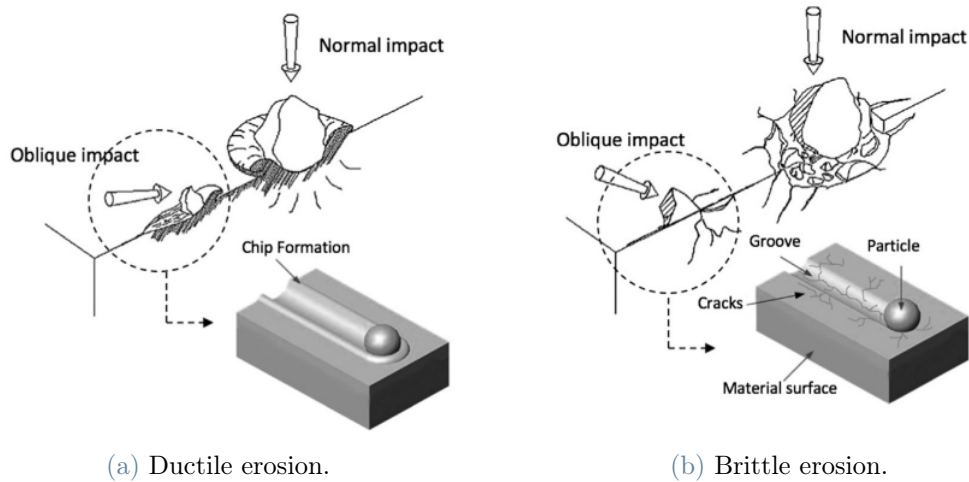 Normal impact
Oblique impact
Chip Formation
(a) Ductile erosion.
Normal impact
Oblique impact
Groove
Particle
Cracks
Material surface
(b) Brittle erosion.